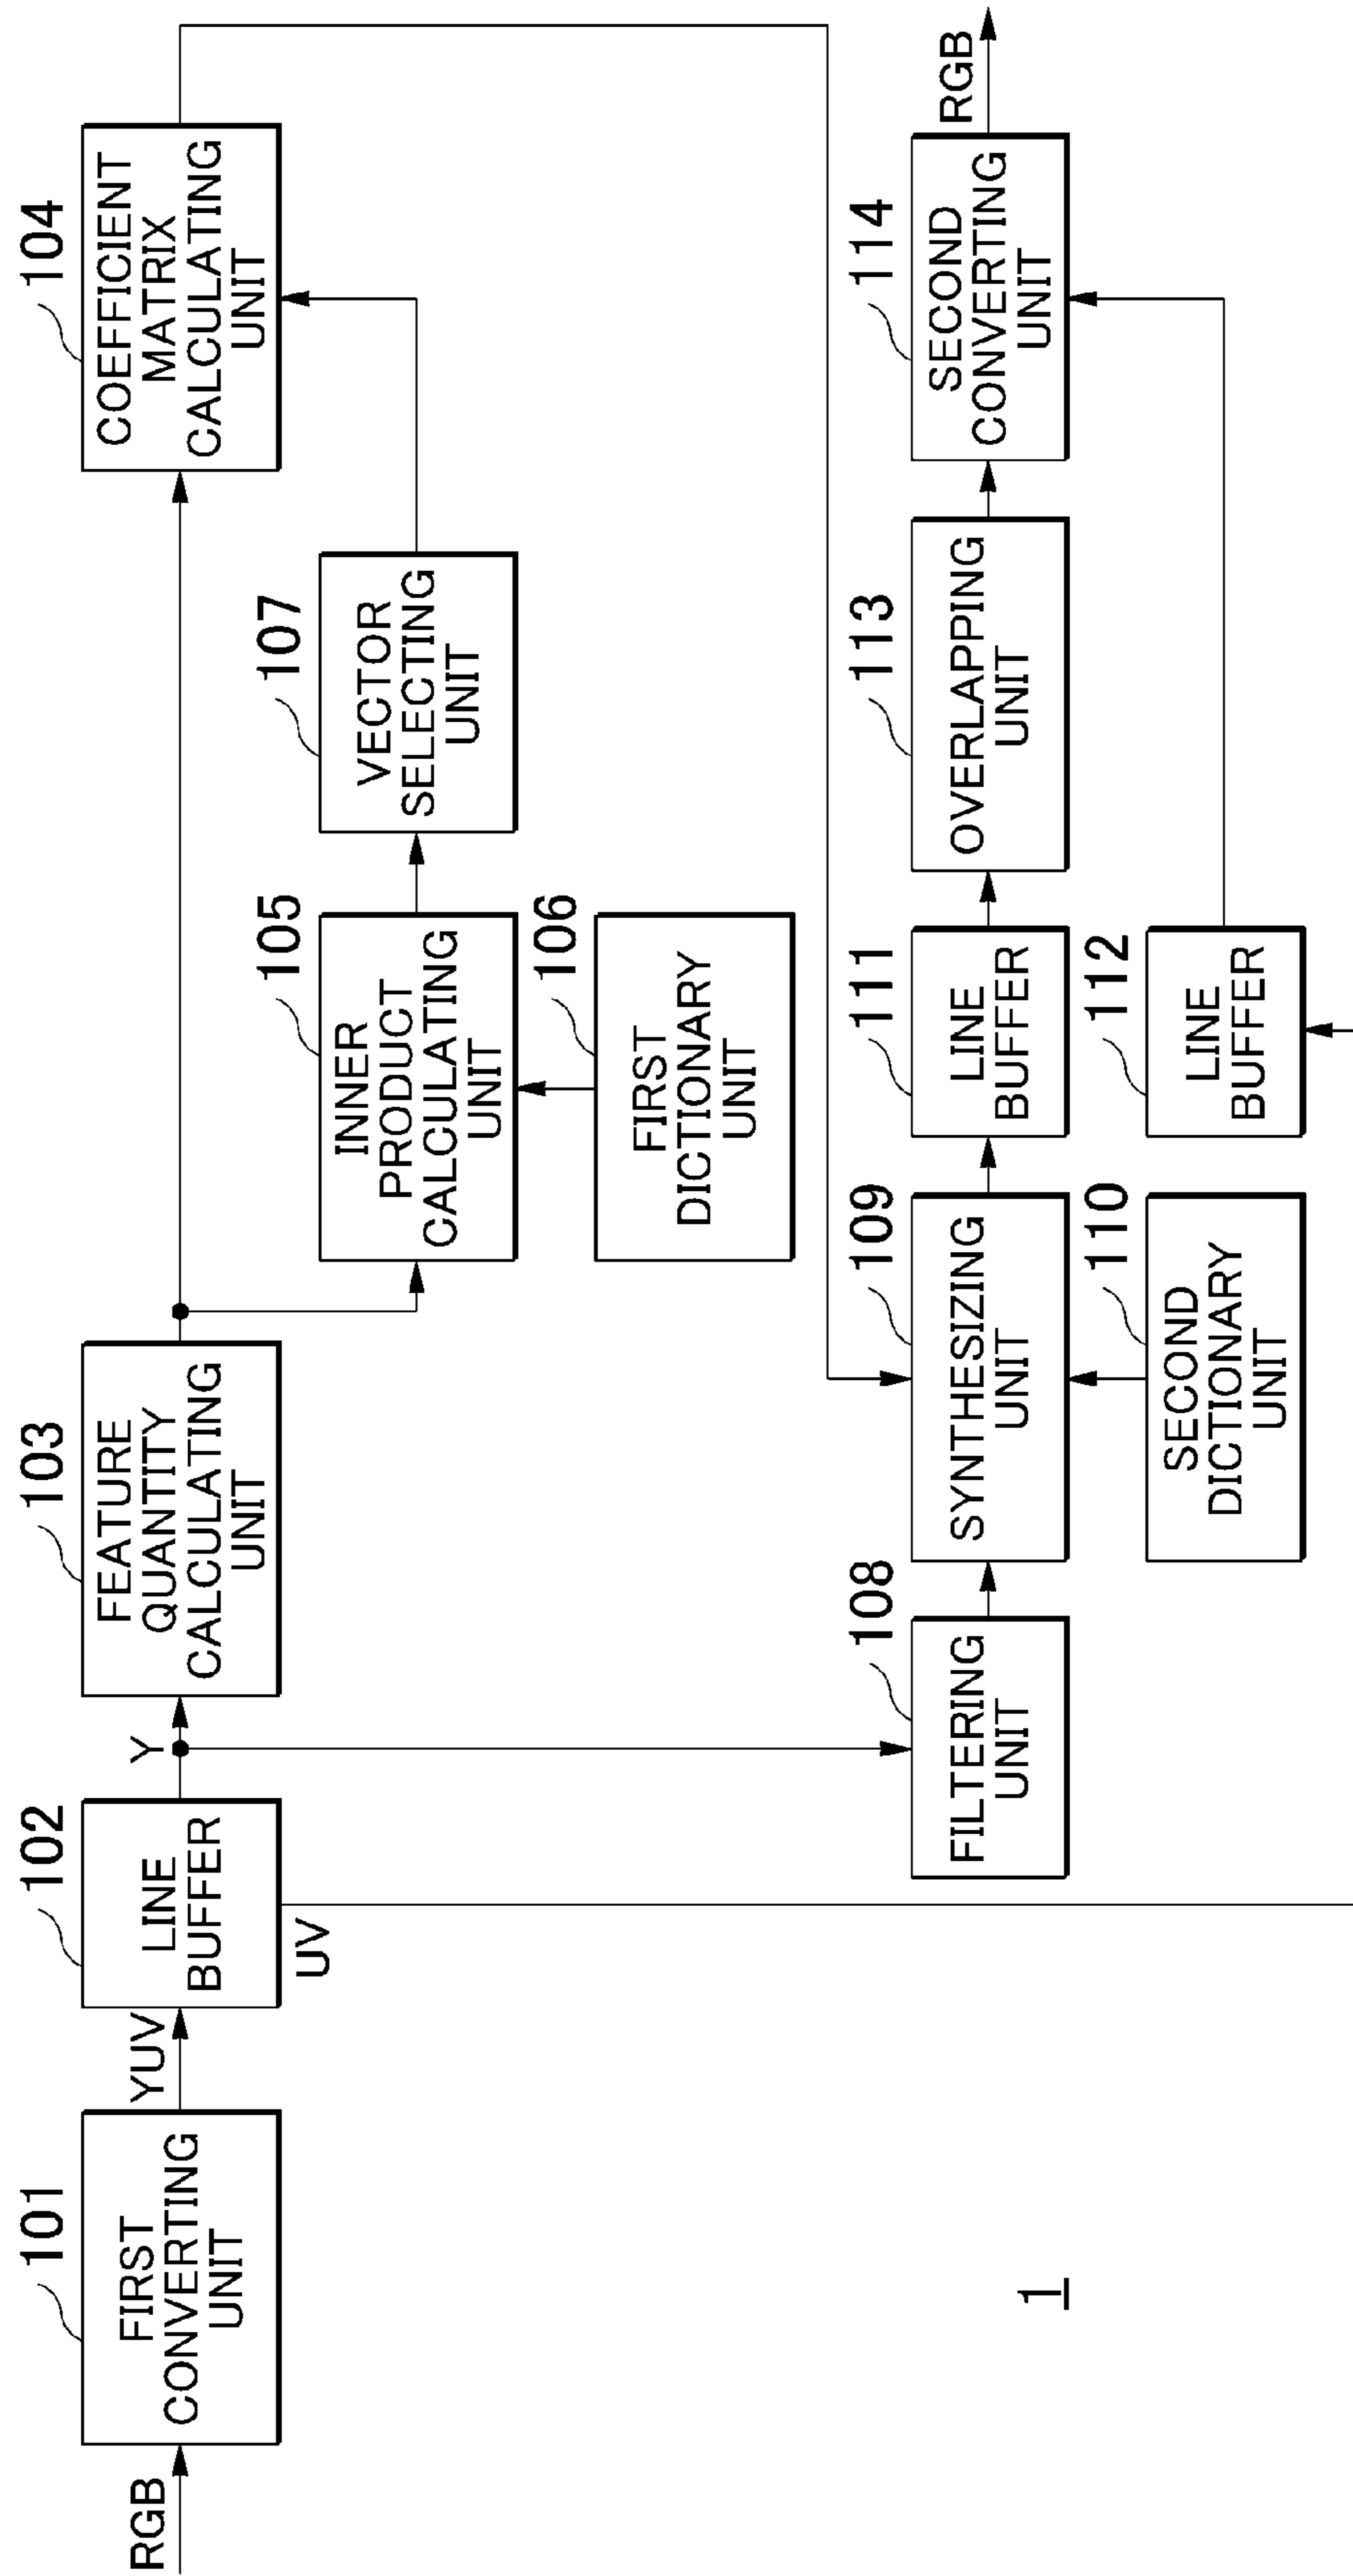 RGB
101
FIRST
CONVERTING
UNIT
YUV
102
LINE
BUFFER
UV
Y
103
FEATURE
QUANTITY
CALCULATING
UNIT
104
COEFFICIENT
MATRIX
CALCULATING
UNIT
105
INNER
PRODUCT
CALCULATING
UNIT
106
FIRST
DICTIONARY
UNIT
107
VECTOR
SELECTING
UNIT
108
FILTERING
UNIT
109
SYNTHESIZING
UNIT
110
SECOND
DICTIONARY
UNIT
111
LINE
BUFFER
112
LINE
BUFFER
113
OVERLAPPING
UNIT
114
SECOND
CONVERTING
UNIT
RGB
1